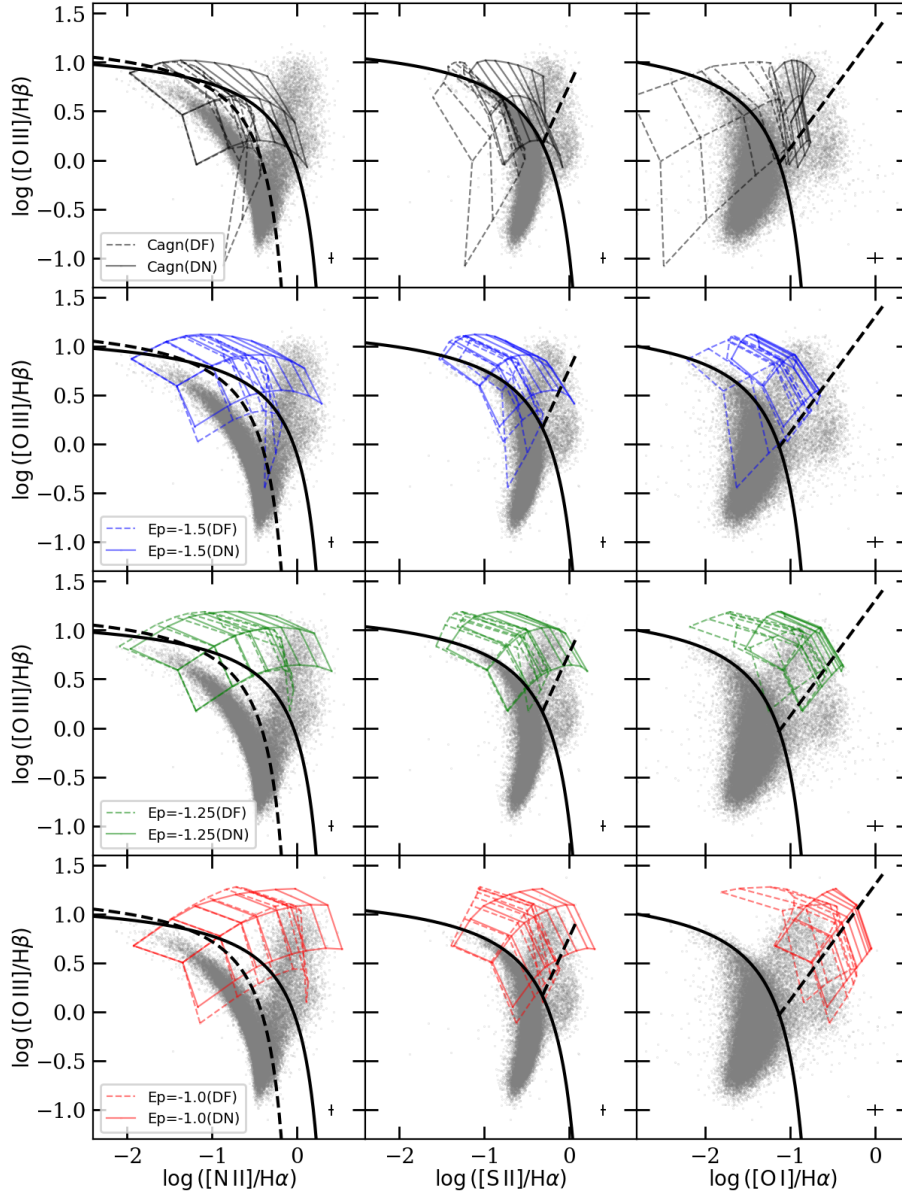 1.5
1.0
0.5
0.0
−0.5
−1.0
log ([O III]/Hβ)
Cagn(DF)
Cagn(DN)
1.5
1.0
0.5
0.0
−0.5
−1.0
log ([O III]/Hβ)
Ep=-1.5(DF)
Ep=-1.5(DN)
1.5
1.0
0.5
0.0
−0.5
−1.0
log ([O III]/Hβ)
Ep=-1.25(DF)
Ep=-1.25(DN)
1.5
1.0
0.5
0.0
−0.5
−1.0
log ([O III]/Hβ)
Ep=-1.0(DF)
Ep=-1.0(DN)
−2 −1 0 −2 −1 0 −2 −1 0
log ([N II]/Hα) log ([S II]/Hα) log ([O I]/Hα)